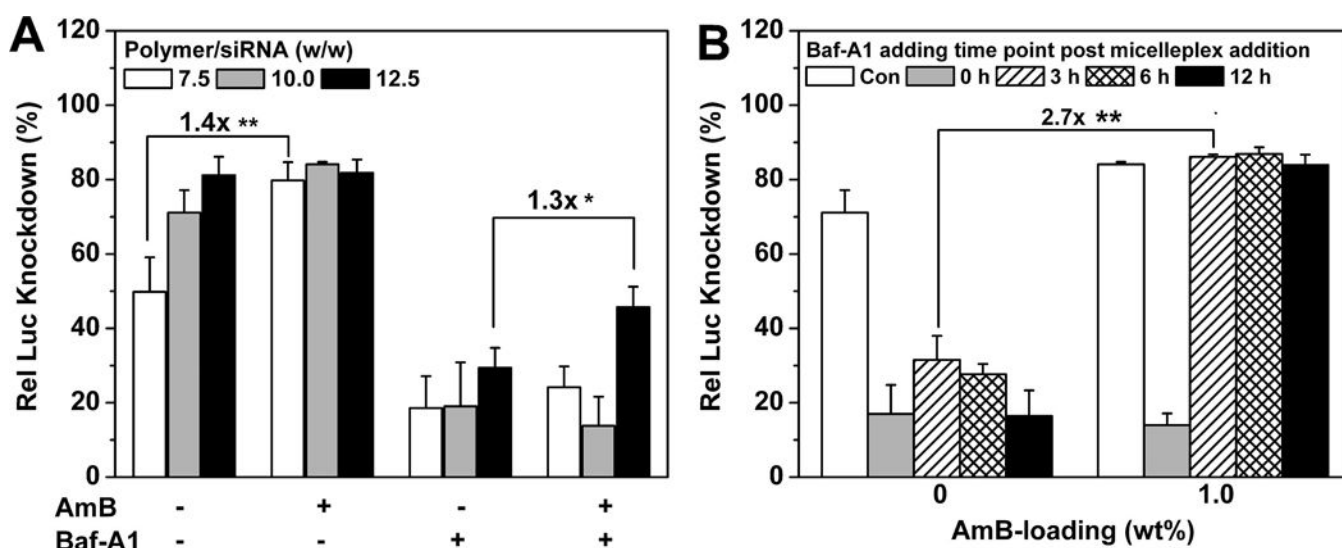 A
Polymer/siRNA (w/w)
7.5 10.0 12.5
1.4x **
1.3x *
Rel Luc Knockdown (%)
120
100
80
60
40
20
0
AmB - + - +
Baf-A1 - - + +
B
Baf-A1 adding time point post micelleplex addition
Con 0 h 3 h 6 h 12 h
2.7x **
Rel Luc Knockdown (%)
120
100
80
60
40
20
0
0 1.0
AmB-loading (wt%)